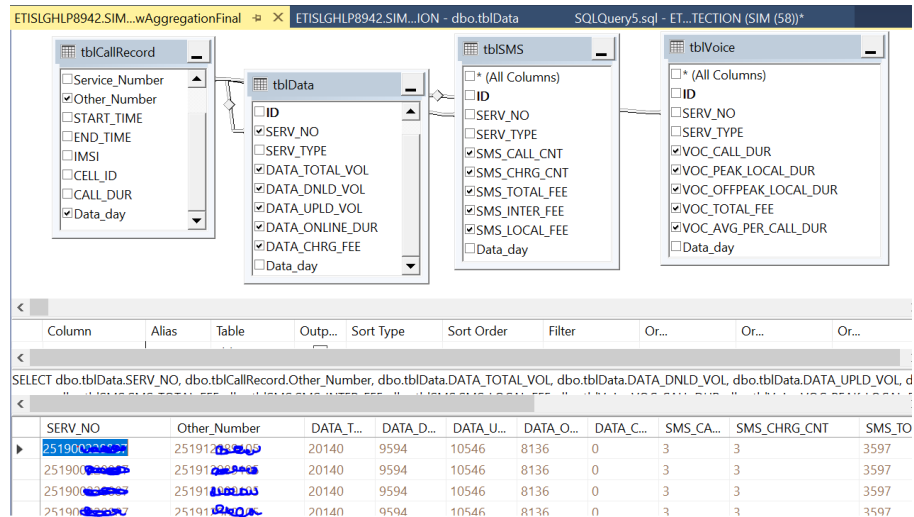 ETISLGHLP8942.SIM...wAggregationFinal ETISLGHLP8942.SIM...ION - dbo.tblData SQLQuery5.sql - ET...TECTION (SIM (58))*
tblCallRecord
Service_Number
Other_Number
START_TIME
END_TIME
IMSI
CELL_ID
CALL_DUR
Data_day
tblData
ID
SERV_NO
SERV_TYPE
DATA_TOTAL_VOL
DATA_DNLD_VOL
DATA_UPLD_VOL
DATA_ONLINE_DUR
DATA_CHRG_FEE
Data_day
tblSMS
* (All Columns)
ID
SERV_NO
SERV_TYPE
SMS_CALL_CNT
SMS_CHRG_CNT
SMS_TOTAL_FEE
SMS_INTER_FEE
SMS_LOCAL_FEE
Data_day
tblVoice
* (All Columns)
ID
SERV_NO
SERV_TYPE
VOC_CALL_DUR
VOC_PEAK_LOCAL_DUR
VOC_OFFPEAK_LOCAL_DUR
VOC_TOTAL_FEE
VOC_AVG_PER_CALL_DUR
Data_day
Column Alias Table Outp... Sort Type Sort Order Filter Or... Or... Or...
SELECT dbo.tblData.SERV_NO, dbo.tblCallRecord.Other_Number, dbo.tblData.DATA_TOTAL_VOL, dbo.tblData.DATA_DNLD_VOL, dbo.tblData.DATA_UPLD_VOL,
SERV_NO Other_Number DATA_T... DATA_D... DATA_U... DATA_O... DATA_C... SMS_CA... SMS_CHRG_CNT SMS_TO
20140 9594 10546 8136 0 3 3 3597
20140 9594 10546 8136 0 3 3 3597
20140 9594 10546 8136 0 3 3 3597
20140 9594 10546 8136 0 3 3 3597